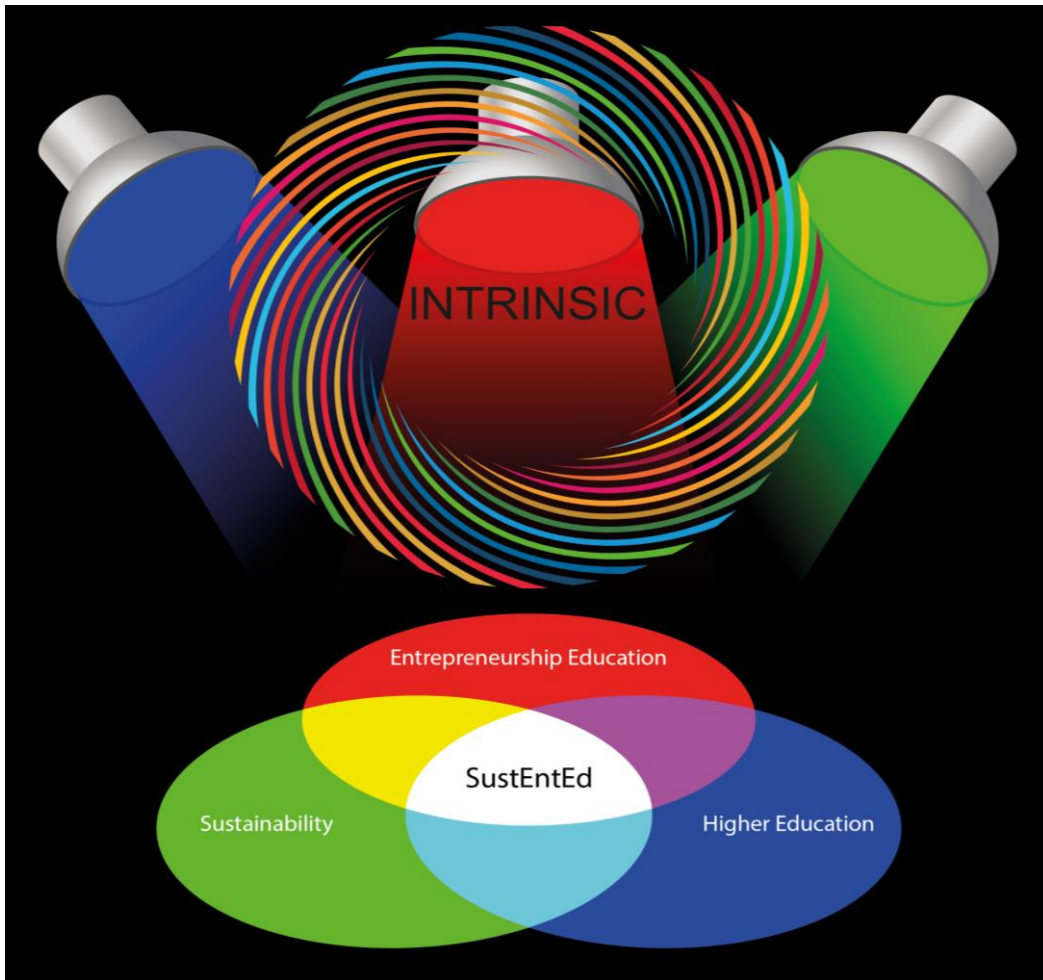 INTRINSIC
Entrepreneurship Education
SustEntEd
Sustainability
Higher Education